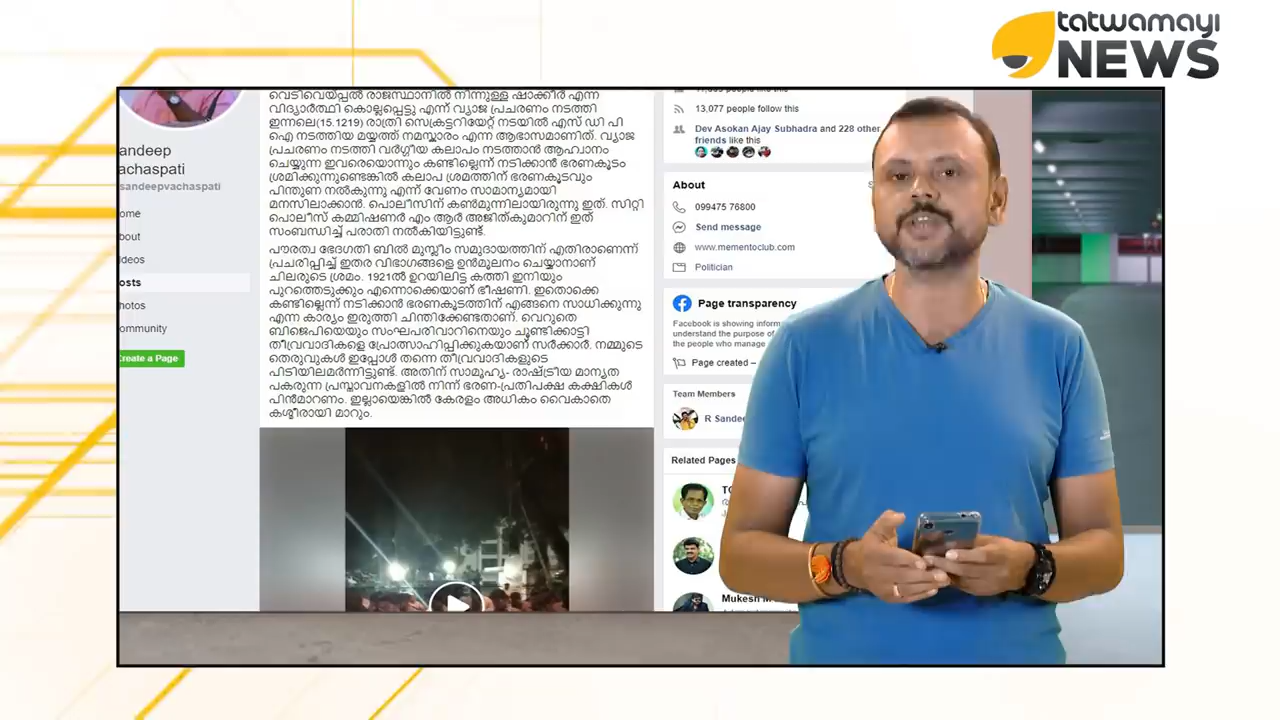 tatwamayi
NEWS
andeep
achaspati
sandeepvachaspati
ome
bout
deos
osts
hotos
ommunity
Create a Page
വെടിവെയ്പ്പൽ രാജസ്ഥാനിൽ നിന്നുള്ള ഷാക്കീർ എന്ന
വിദ്യാർത്ഥി കൊല്ലപ്പെട്ടു എന്ന് വ്യാജ പ്രചരണം നടത്തി
ഇന്നലെ(15.1219) രാത്രി സെക്രട്ടറിയേറ്റ് നടയിൽ എസ് ഡി പി
ഐ നടത്തിയ മയ്യത്ത് നമസ്കാരം എന്ന ആഭാസമാണിത്. വ്യാജ
പ്രചരണം നടത്തി വർഗ്ഗീയ കലാപം നടത്താൻ ആഹ്വാനം
ചെയ്യുന്ന ഇവരെയൊന്നും കണ്ടില്ലെന്ന് നടിക്കാൻ ഭരണകൂടം
ശ്രമിക്കുന്നുണ്ടെങ്കിൽ കലാപ ശ്രമത്തിന് ഭരണകൂടവും
പിന്തുണ നൽകുന്നു എന്ന് വേണം സാമാന്യമായി
മനസിലാക്കാൻ. പൊലീസിന് കൺമുന്നിലായിരുന്നു ഇത്. സിറ്റി
പൊലീസ് കമ്മിഷണർ എം ആർ അജിത്കുമാറിന് ഇത്
സംബന്ധിച്ച് പരാതി നൽകിയിട്ടുണ്ട്.
പൗരത്വ ഭേദഗതി ബിൽ മുസ്ലീം സമുദായത്തിന് എതിരാണെന്ന്
പ്രചരിപ്പിച്ച് ഇതര വിഭാഗങ്ങളെ ഉൻമൂലനം ചെയ്യാനാണ്
ചിലരുടെ ശ്രമം. 1921ൽ ഉറയിലിട്ട കത്തി ഇനിയും
പുറത്തെടുക്കും എന്നൊക്കെയാണ് ഭീഷണി. ഇതൊക്കെ
കണ്ടില്ലെന്ന് നടിക്കാൻ ഭരണകൂടത്തിന് എങ്ങനെ സാധിക്കുന്നു
എന്ന കാര്യം ഇരുത്തി ചിന്തിക്കേണ്ടതാണ്. വെറുതെ
ബിജെപിയെയും സംഘപരിവാറിനെയും ചൂണ്ടിക്കാട്ടി
തീവ്രവാദികളെ പ്രോത്സാഹിപ്പിക്കുകയാണ് സർക്കാർ. നമ്മുടെ
തെരുവുകൾ ഇപ്പോൾ തന്നെ തീവ്രവാദികളുടെ
പിടിയിലമർന്നിട്ടുണ്ട്. അതിന് സാമൂഹ്യ- രാഷ്ട്രീയ മാന്യത
പകരുന്ന പ്രസ്താവനകളിൽ നിന്ന് ഭരണ-പ്രതിപക്ഷ കക്ഷികൾ
പിൻമാറണം. ഇല്ലായെങ്കിൽ കേരളം അധികം വൈകാതെ
കശ്മീരായി മാറും.
13,077 people follow this
Dev Asokan Ajay Subhadra and 228 other
friends like this
About
099475 76800
Send message
www.mementoclub.com
Politician
Page transparency
Facebook is showing inform
understand the purpose of
the people who manage
Page created –
Team Members
R Sandee
Related Pages
Mukesh M